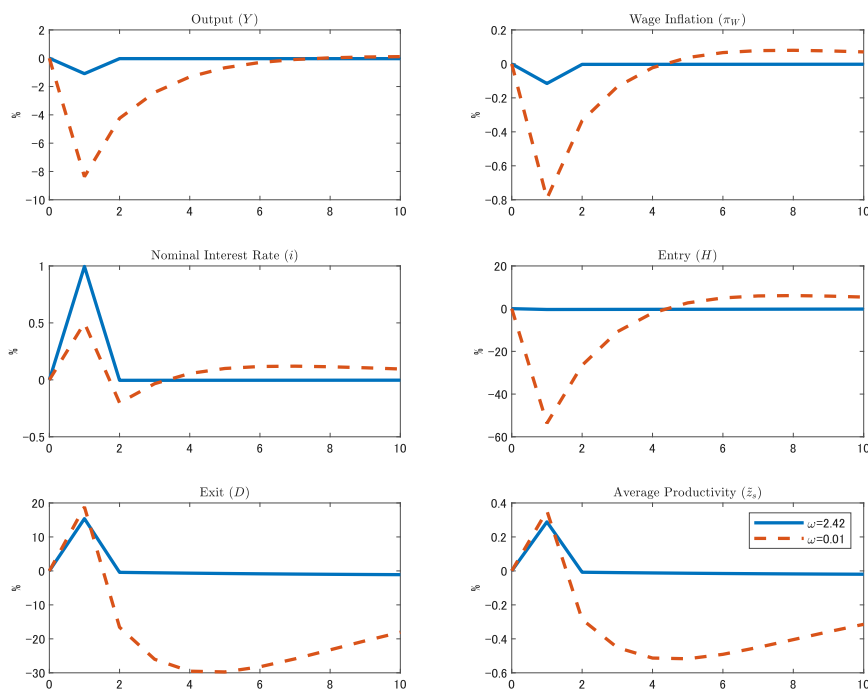 Output (Y)
2
0
−2
−4
−6
−8
−10
%
0 2 4 6 8 10
Wage Inflation (π_W)
0.2
0
−0.2
−0.4
−0.6
−0.8
%
0 2 4 6 8 10
Nominal Interest Rate (i)
1
0.5
0
−0.5
%
0 2 4 6 8 10
Entry (H)
20
0
−20
−40
−60
%
0 2 4 6 8 10
Exit (D)
20
10
0
−10
−20
−30
%
0 2 4 6 8 10
Average Productivity (z̃_s)
0.4
0.2
0
−0.2
−0.4
−0.6
%
ω=2.42
ω=0.01
0 2 4 6 8 10